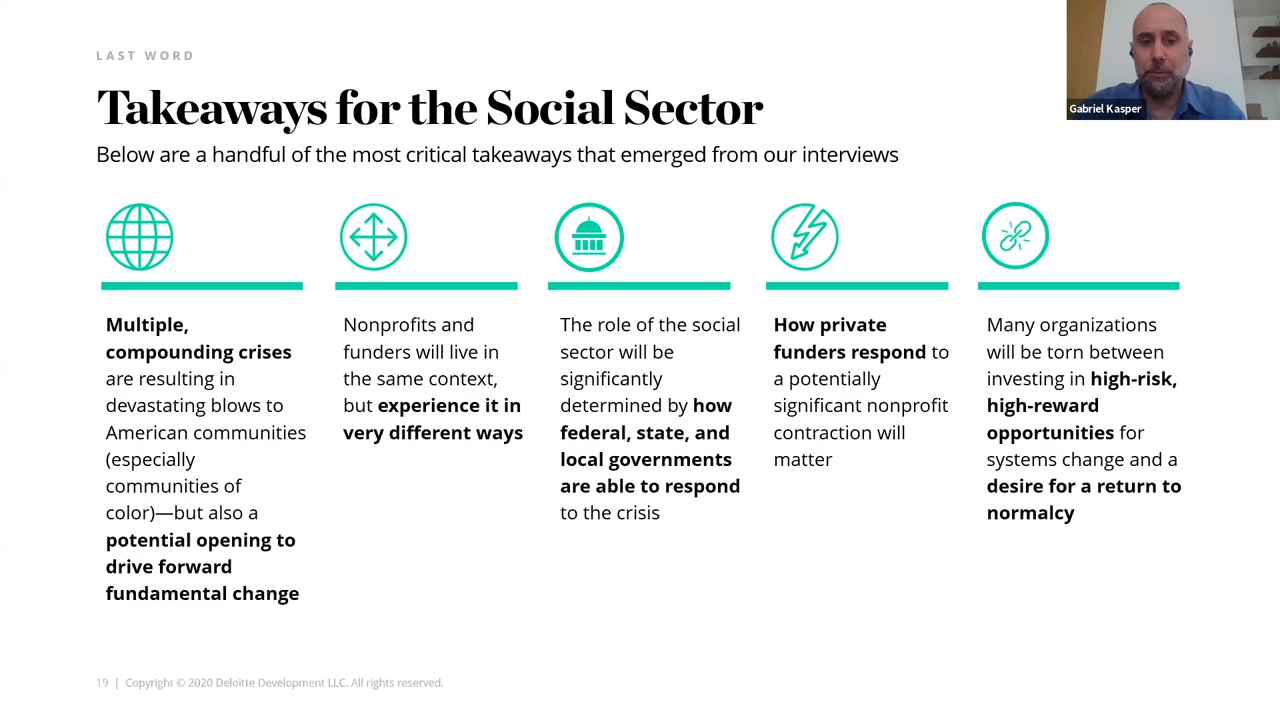 LAST WORD
Takeaways for the Social Sector
Below are a handful of the most critical takeaways that emerged from our interviews
Gabriel Kasper
Multiple,
compounding crises
are resulting in
devastating blows to
American communities
(especially
communities of
color)—but also a
potential opening to
drive forward
fundamental change
Nonprofits and
funders will live in
the same context,
but experience it in
very different ways
The role of the social
sector will be
significantly
determined by how
federal, state, and
local governments
are able to respond
to the crisis
How private
funders respond to
a potentially
significant nonprofit
contraction will
matter
Many organizations
will be torn between
investing in high-risk,
high-reward
opportunities for
systems change and a
desire for a return to
normalcy
19 | Copyright © 2020 Deloitte Development LLC. All rights reserved.